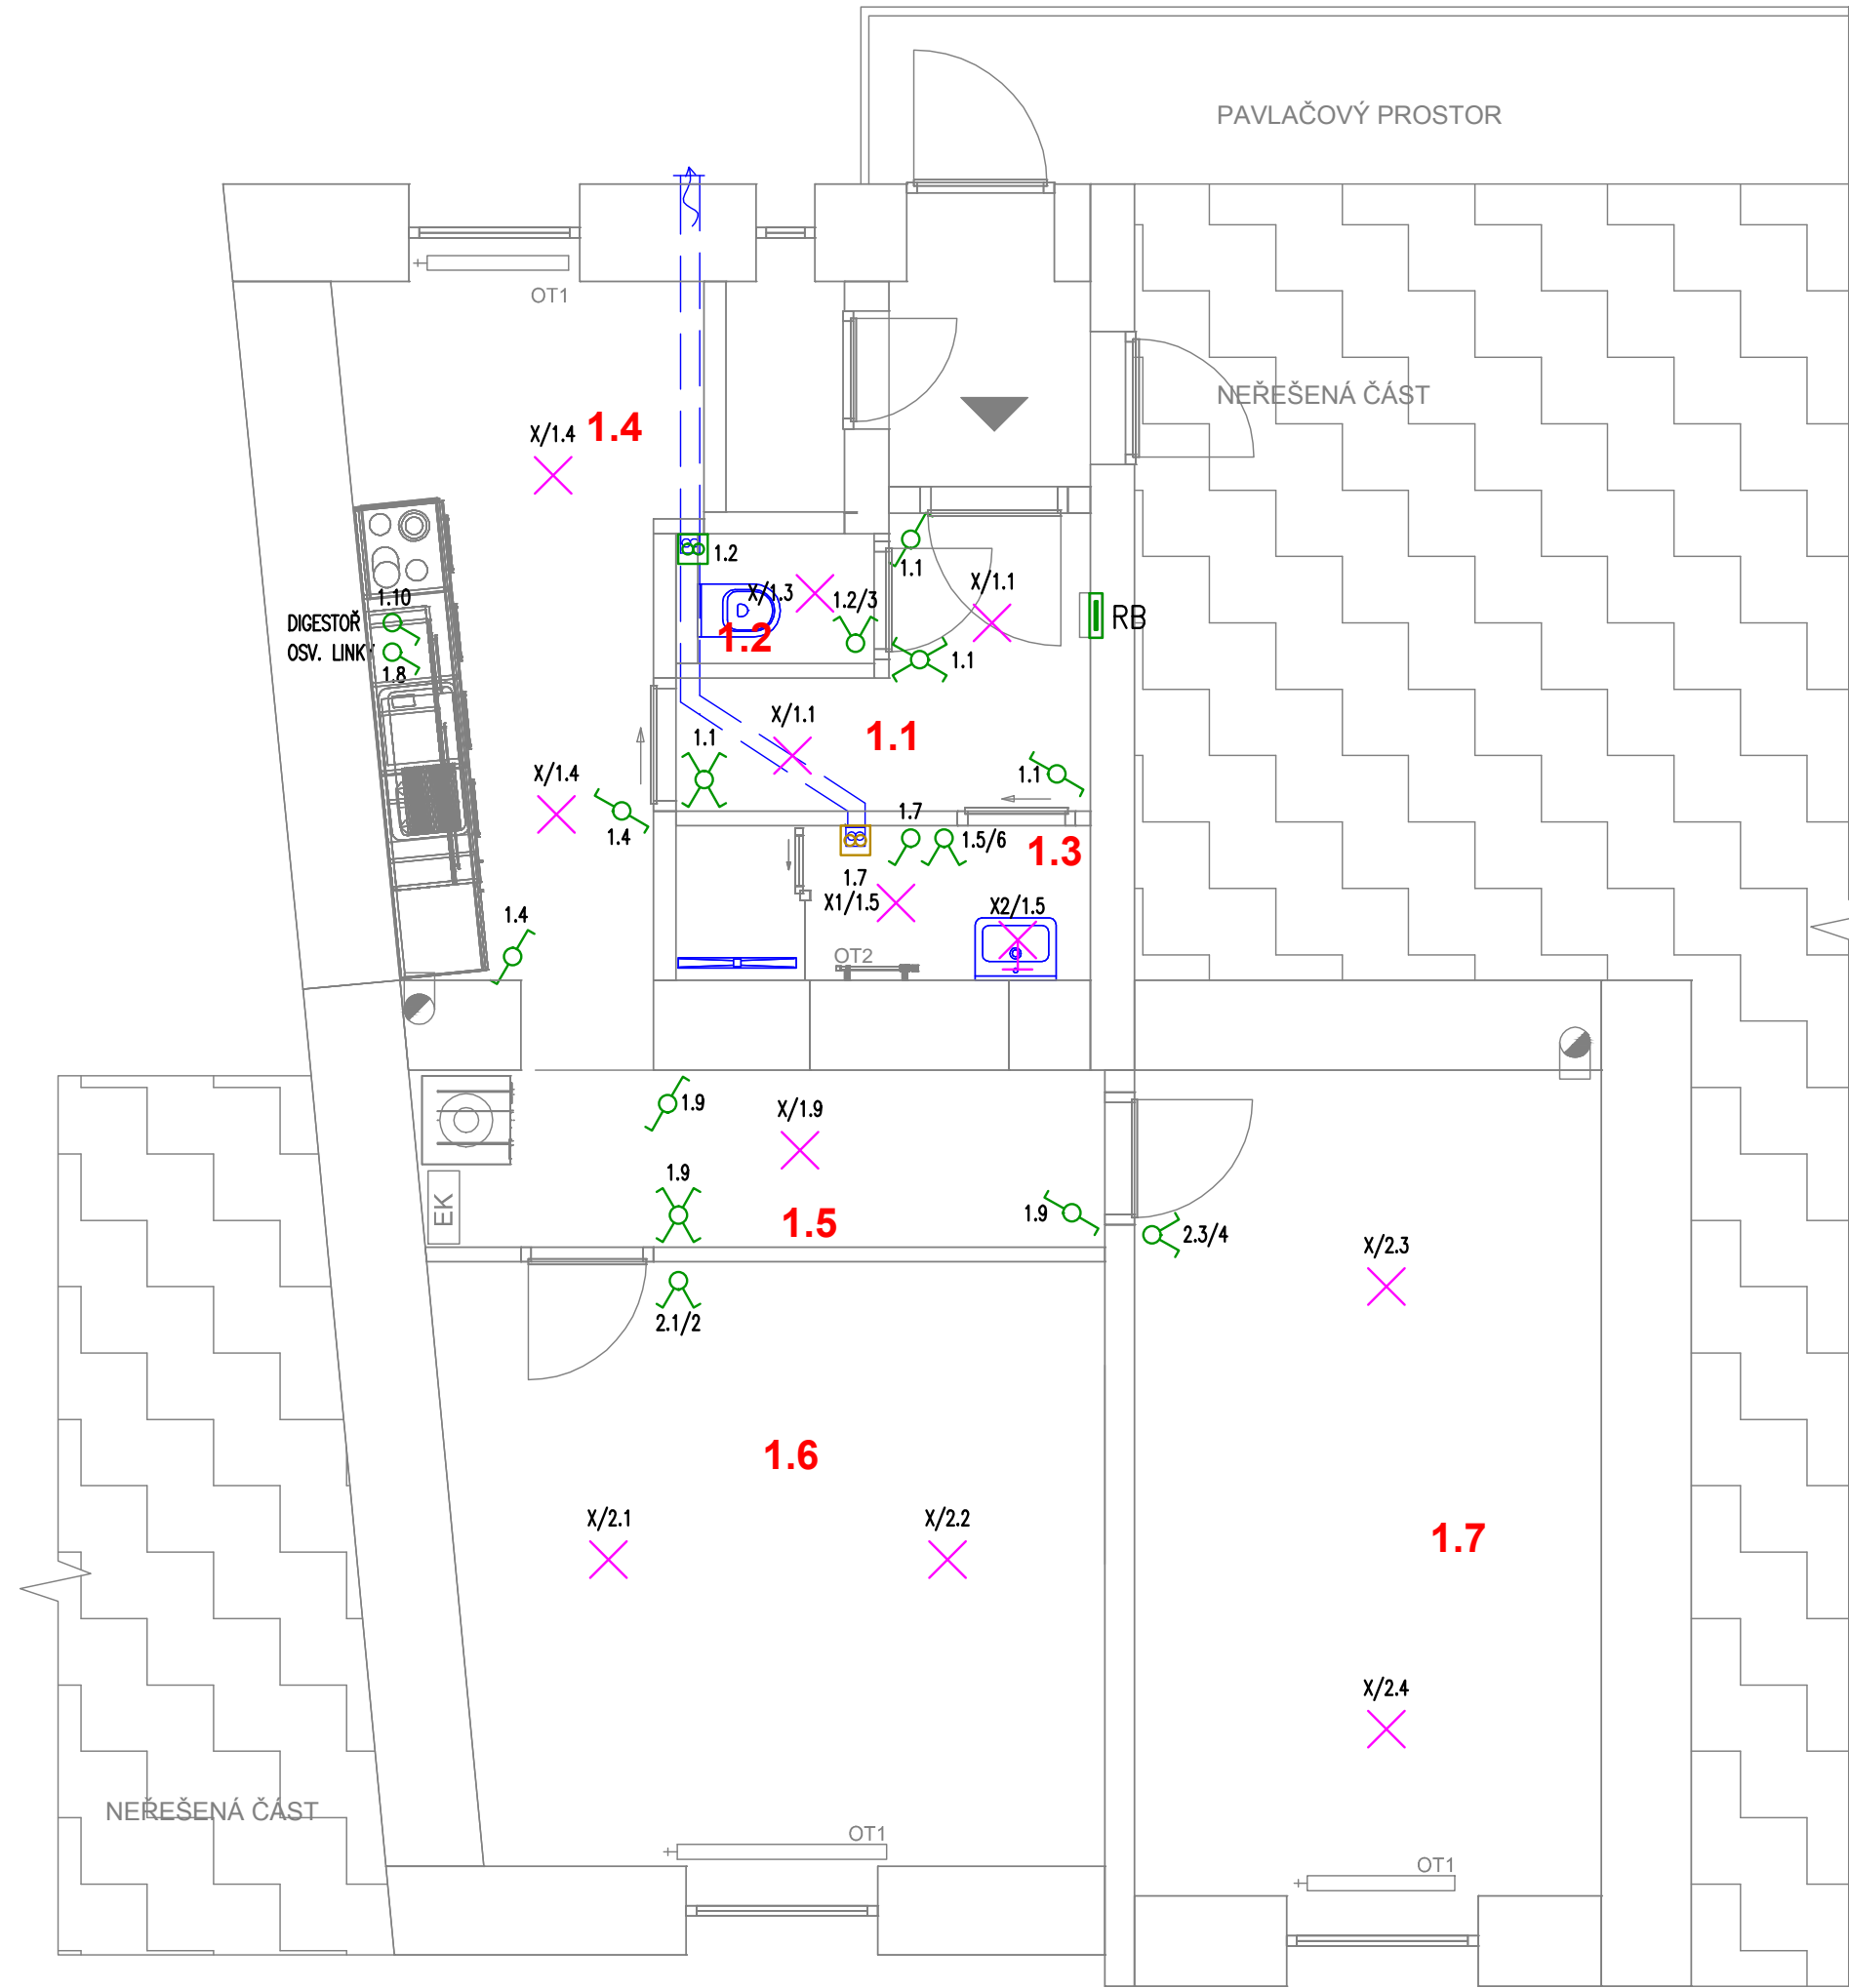 PAVLAČOVÝ PROSTOR
OT1
NEŘEŠENÁ ČÁST
X/1.4
1.4
1.2
1.1
X/1.3
1.2/3
X/1.1
1.10
DIGESTOŘ
RB
1.2
OSV. LINKY
1.8
1.1
X/1.1
1.1
1.1
X/1.4
1.1
1.4
1.7
1.5/6
1.3
1.7
X1/1.5
X2/1.5
1.4
OT2
1.9
X/1.9
1.9
EK
1.5
1.9
2.3/4
X/2.3
2.1/2
1.6
X/2.1
X/2.2
1.7
X/2.4
NEŘEŠENÁ ČÁST
OT1
OT1